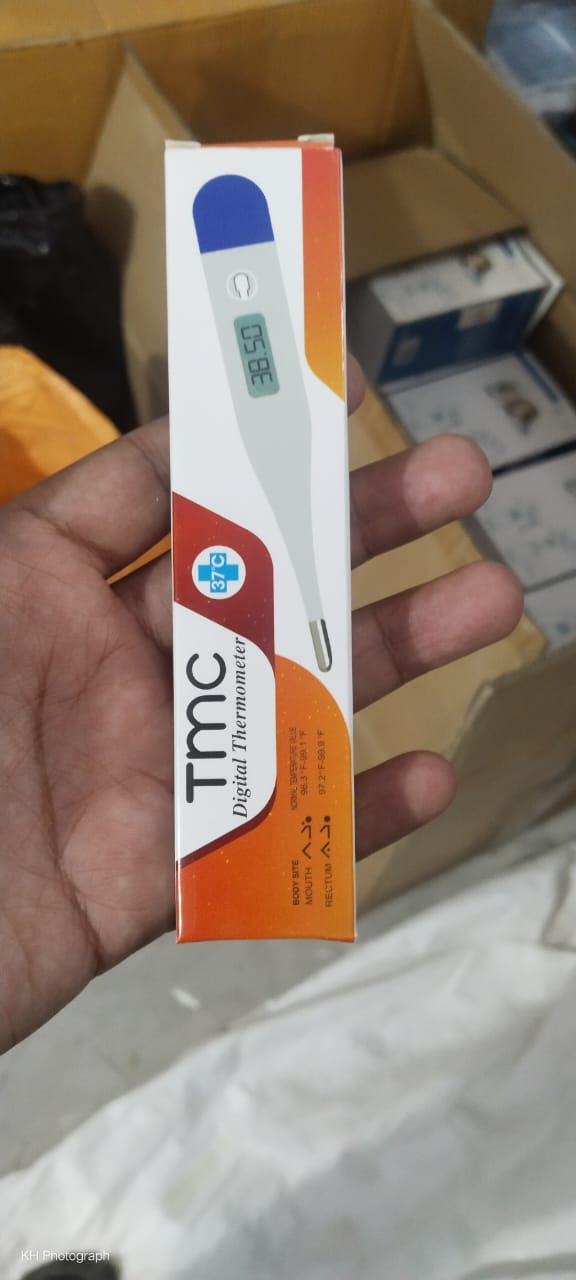 38.50
37°C
TMC
Digital Thermometer
BODY SITE NORMAL TEMPERATURE VALUE
MOUTH 96.3°F-99.1°F
RECTUM 97.2°F-99.9°F
KH Photograph